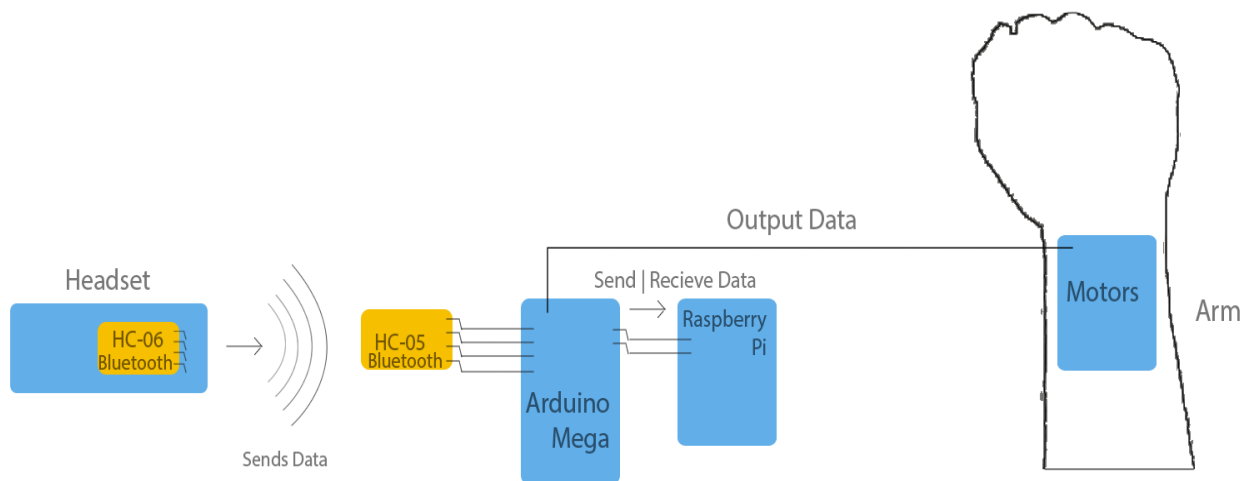 Headset
HC-06
Bluetooth
Sends Data
HC-05
Bluetooth
Arduino
Mega
Send | Recieve Data
Raspberry
Pi
Output Data
Motors
Arm